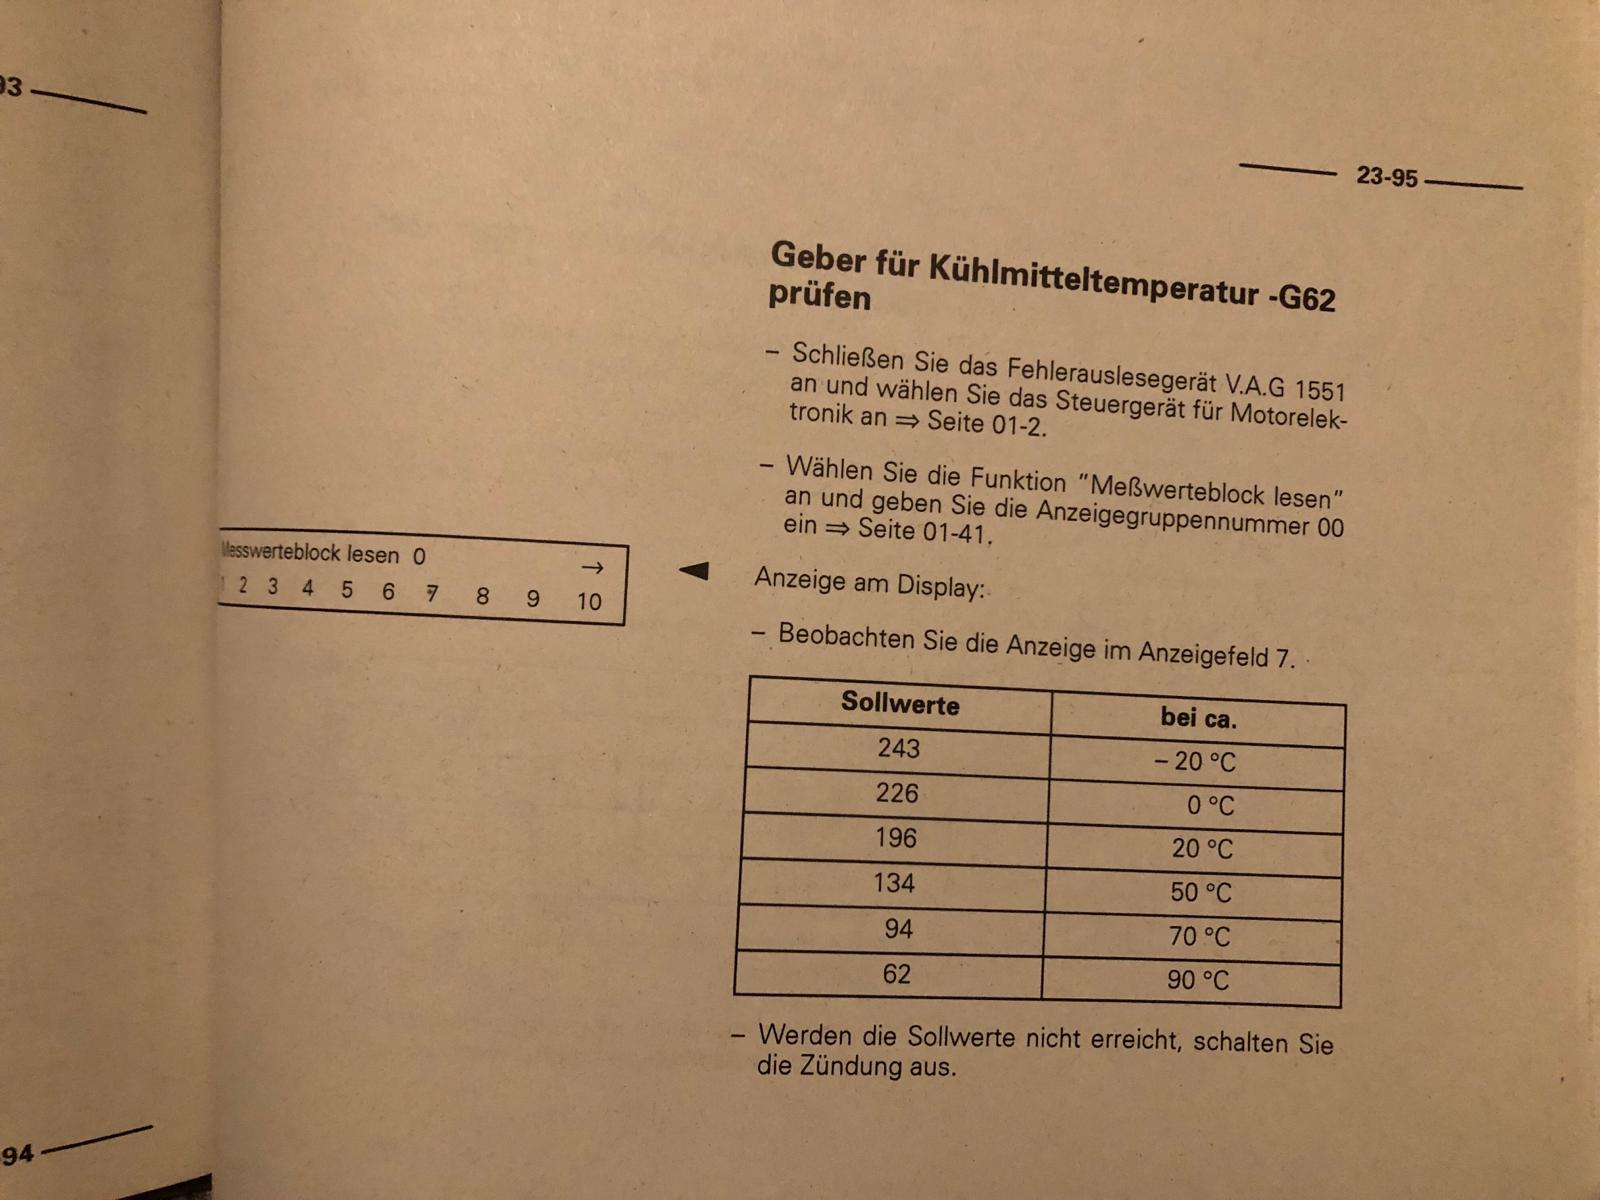 93
94
23-95
Geber für Kühlmitteltemperatur -G62
prüfen
– Schließen Sie das Fehlerauslesegerät V.A.G 1551
an und wählen Sie das Steuergerät für Motorelek-
tronik an ⇒ Seite 01-2.
– Wählen Sie die Funktion "Meßwerteblock lesen"
an und geben Sie die Anzeigegruppennummer 00
ein ⇒ Seite 01-41.
Messwerteblock lesen 0 →
1 2 3 4 5 6 7 8 9 10
◀ Anzeige am Display:
– Beobachten Sie die Anzeige im Anzeigefeld 7.
Sollwerte bei ca.
243 – 20 °C
226 0 °C
196 20 °C
134 50 °C
94 70 °C
62 90 °C
– Werden die Sollwerte nicht erreicht, schalten Sie
die Zündung aus.